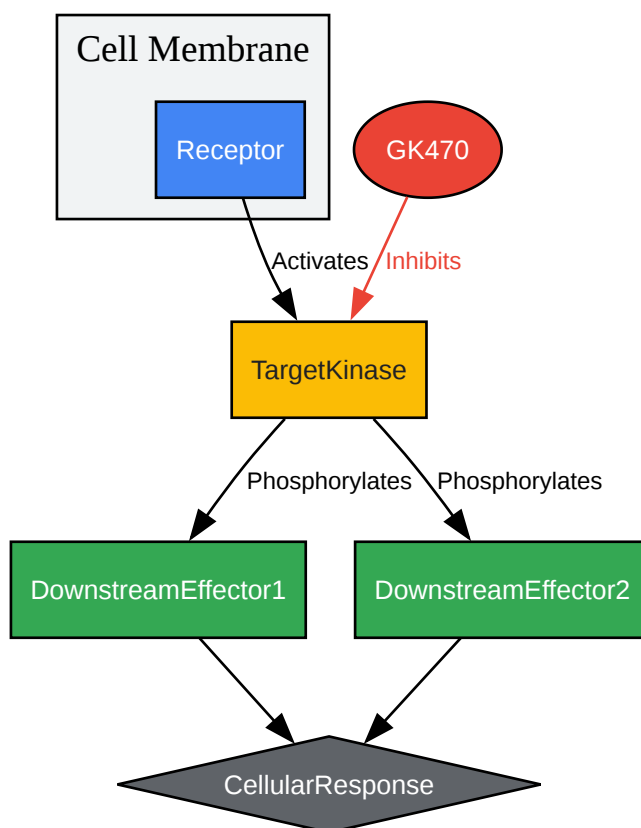 Cell Membrane
Receptor
GK470
Activates
Inhibits
TargetKinase
Phosphorylates
Phosphorylates
DownstreamEffector1
DownstreamEffector2
CellularResponse